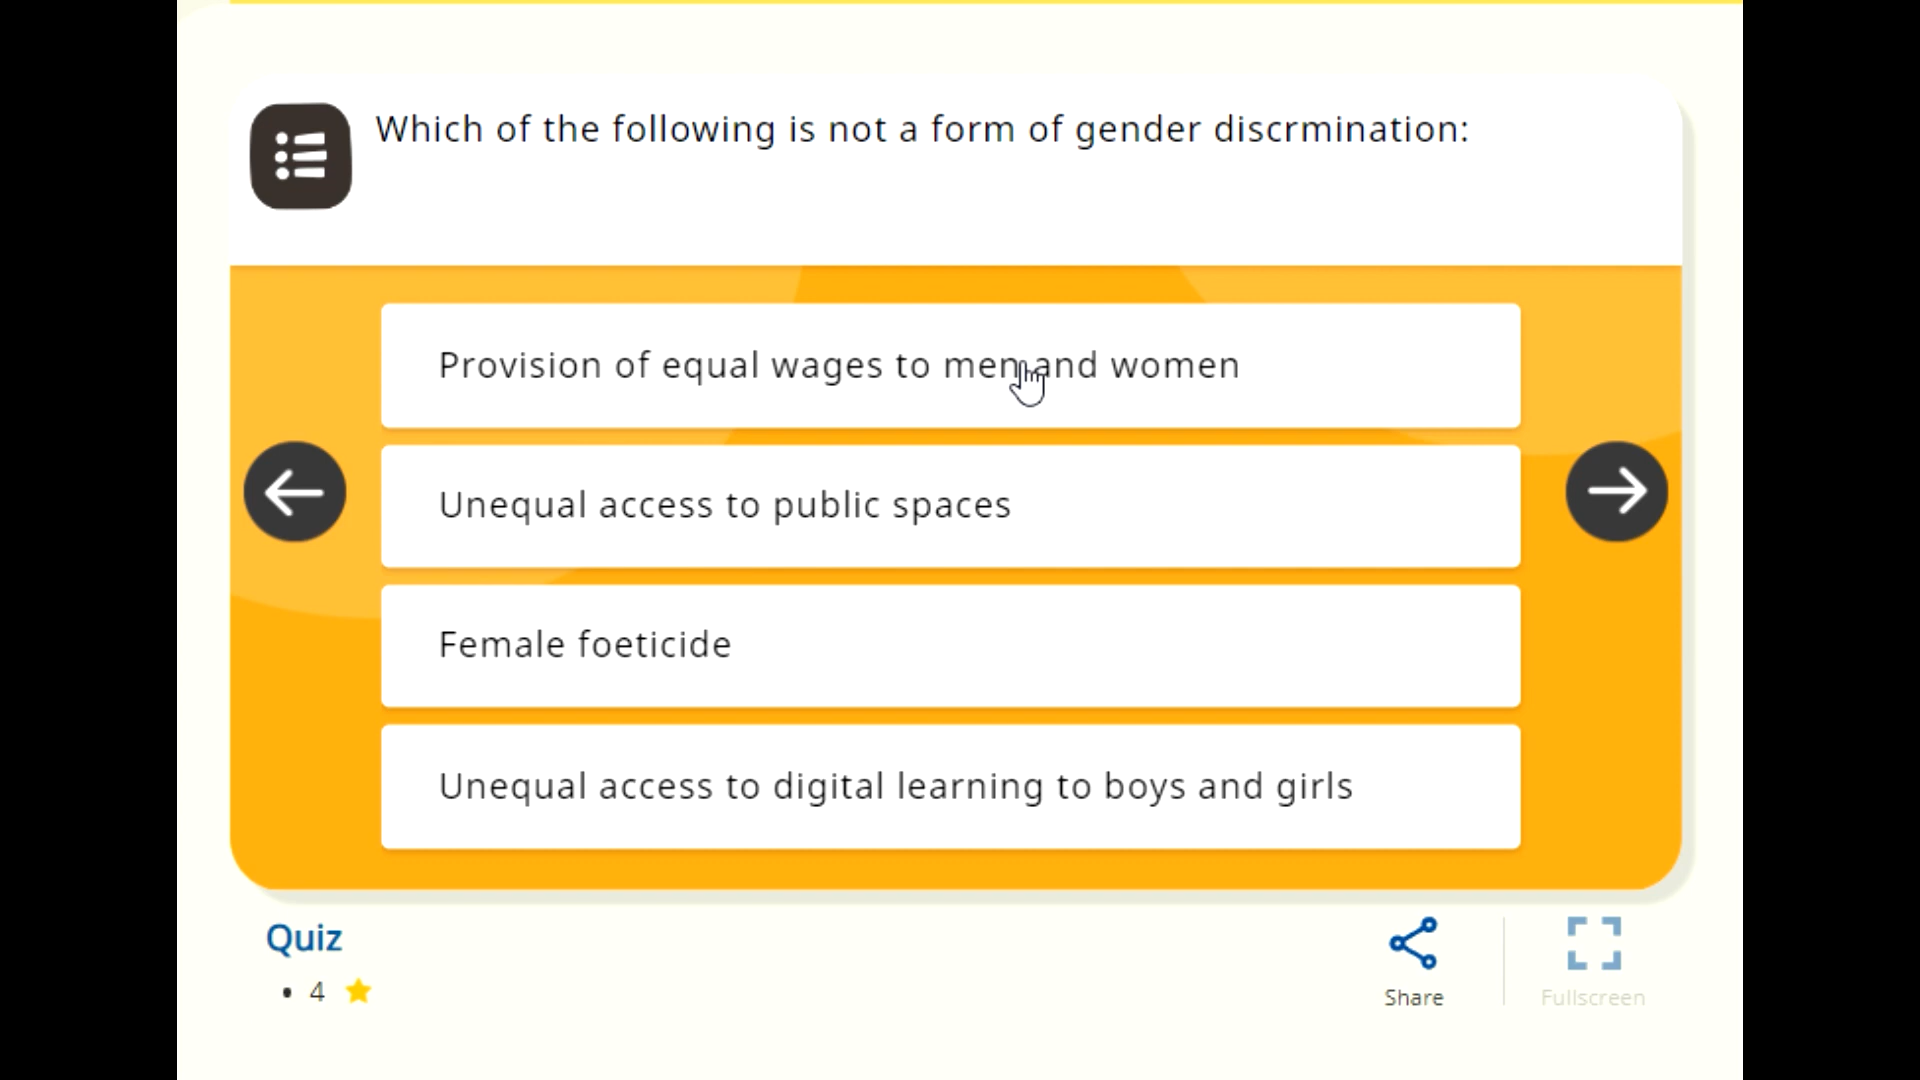 Which of the following is not a form of gender discrmination:
Provision of equal wages to men and women
Unequal access to public spaces
Female foeticide
Unequal access to digital learning to boys and girls
Quiz
• 4
Share
Fullscreen